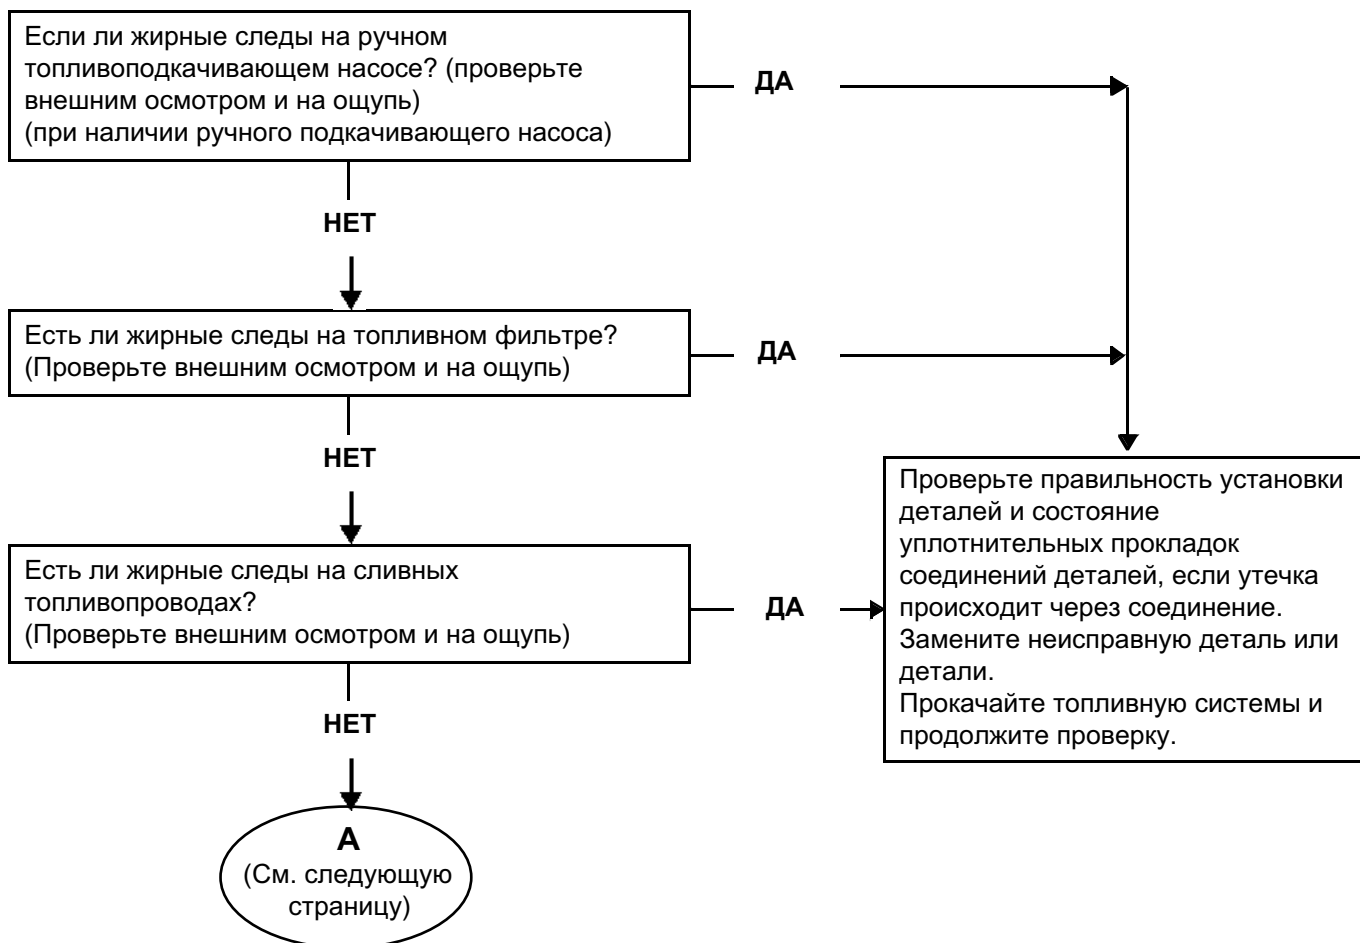 Если ли жирные следы на ручном
топливоподкачивающем насосе? (проверьте
внешним осмотром и на ощупь)
(при наличии ручного подкачивающего насоса)
ДА
НЕТ
Есть ли жирные следы на топливном фильтре?
(Проверьте внешним осмотром и на ощупь)
ДА
НЕТ
Есть ли жирные следы на сливных
топливопроводах?
(Проверьте внешним осмотром и на ощупь)
ДА
Проверьте правильность установки
деталей и состояние
уплотнительных прокладок
соединений деталей, если утечка
происходит через соединение.
Замените неисправную деталь или
детали.
Прокачайте топливную системы и
продолжите проверку.
НЕТ
А
(См. следующую
страницу)